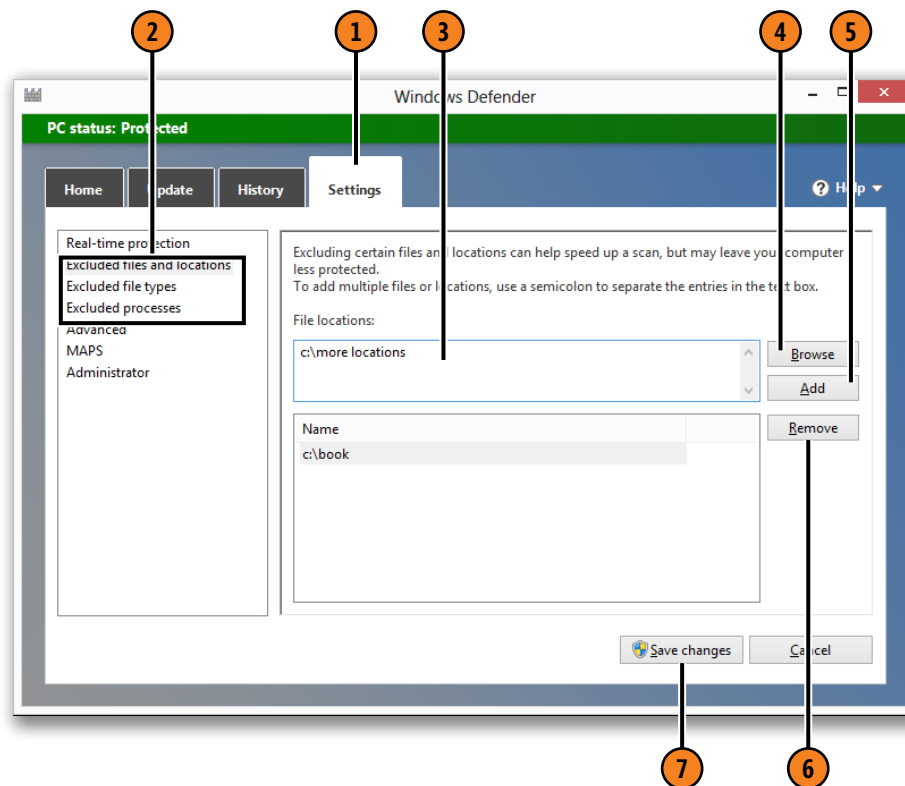 2 1 3 4 5
Windows Defender
PC status: Protected
Home Update History Settings Help
Real-time protection
Excluded files and locations
Excluded file types
Excluded processes
Advanced
MAPS
Administrator
Excluding certain files and locations can help speed up a scan, but may leave your computer
less protected.
To add multiple files or locations, use a semicolon to separate the entries in the text box.
File locations:
c:\more locations
Browse
Add
Name
Remove
c:\book
Save changes Cancel
7 6